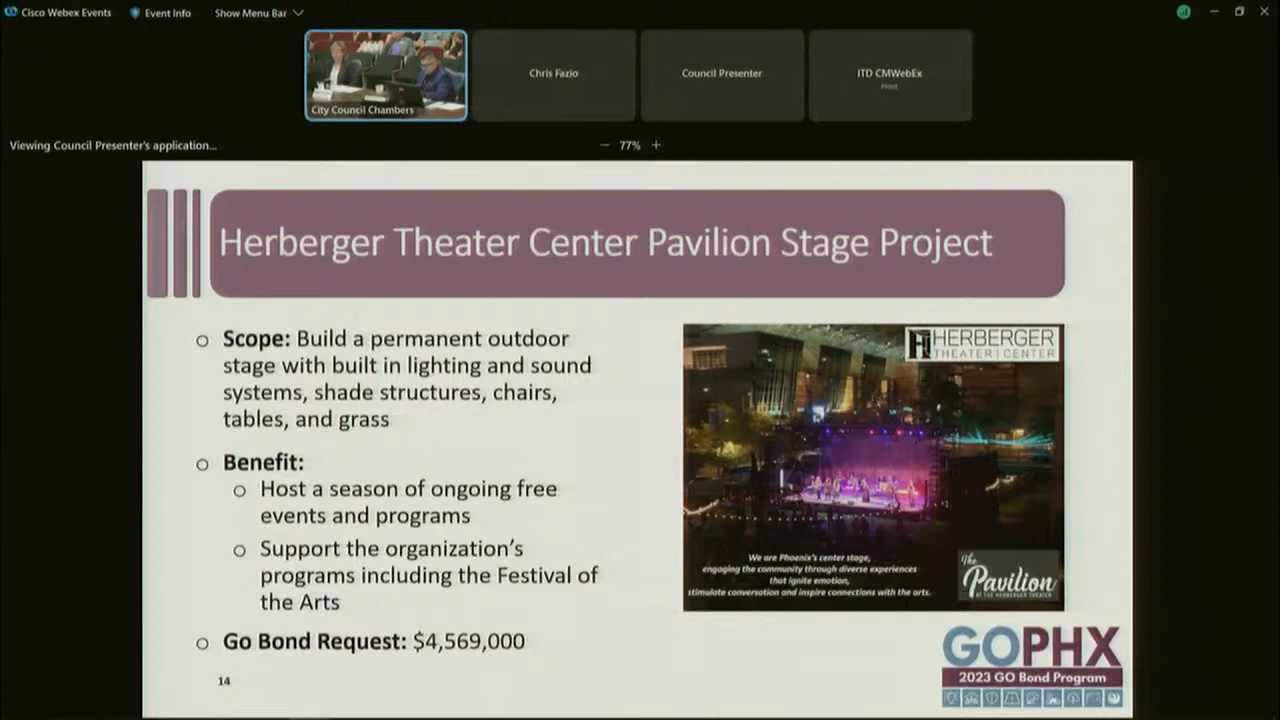 Cisco Webex Events
Event Info
Show Menu Bar
City Council Chambers
Chris Fazio
Council Presenter
ITD CMWebEx
Host
Viewing Council Presenter's application...
77%
Herberger Theater Center Pavilion Stage Project
Scope: Build a permanent outdoor
stage with built in lighting and sound
systems, shade structures, chairs,
tables, and grass
Benefit:
Host a season of ongoing free
events and programs
Support the organization's
programs including the Festival of
the Arts
Go Bond Request: $4,569,000
14
HERBERGER
THEATER CENTER
We are Phoenix's center stage,
engaging the community through diverse experiences
that ignite emotion,
stimulate conversation and inspire connections with the arts.
The
Pavilion
AT THE HERBERGER THEATER
GOPHX
2023 GO Bond Program